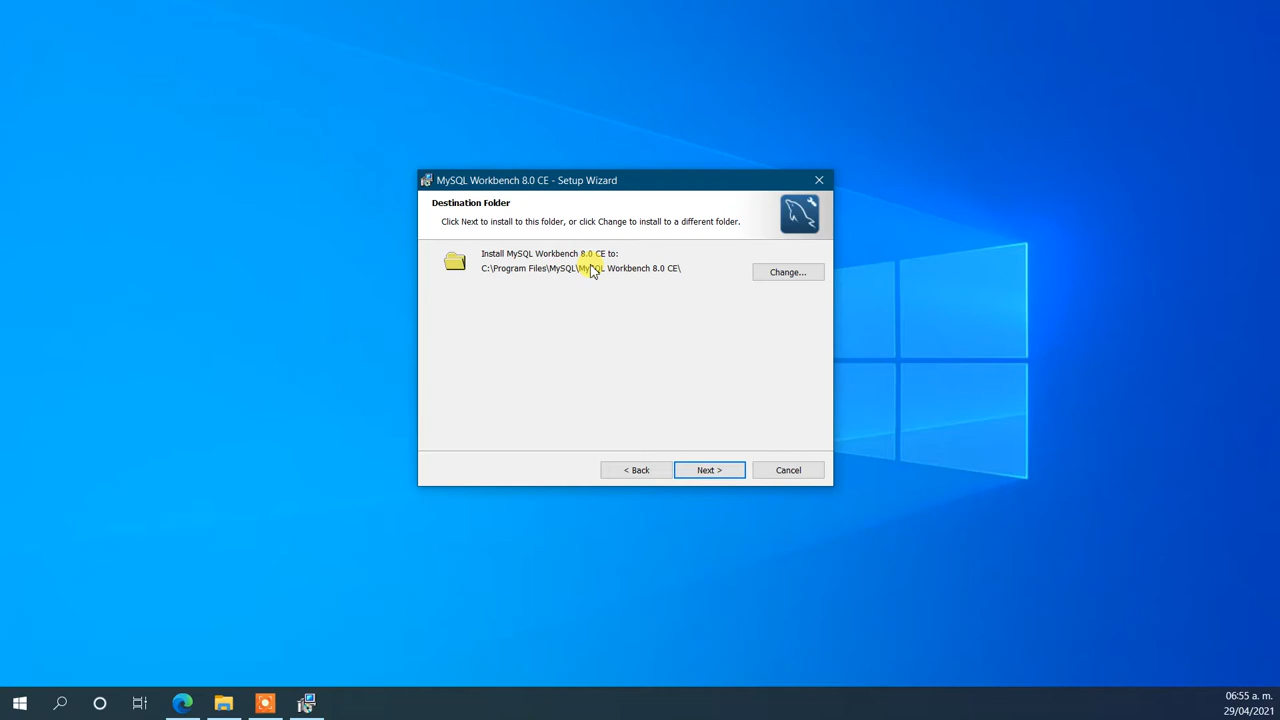 MySQL Workbench 8.0 CE - Setup Wizard
Destination Folder
Click Next to install to this folder, or click Change to install to a different folder.
Install MySQL Workbench 8.0 CE to:
C:\Program Files\MySQL\MySQL Workbench 8.0 CE\
Change...
< Back
Next >
Cancel
06:55 a. m.
29/04/2021